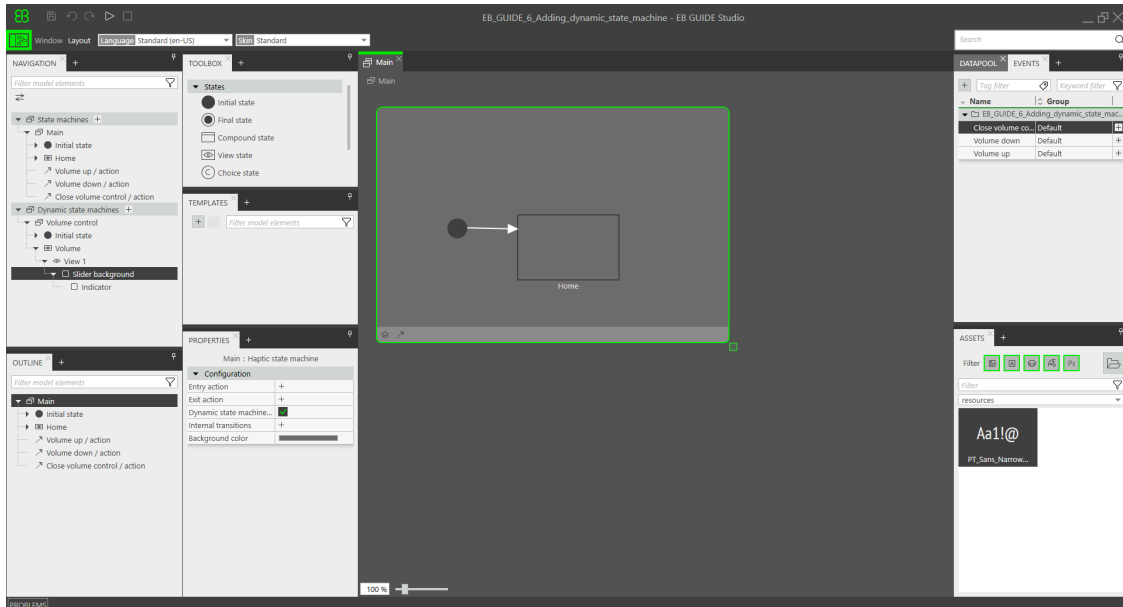 EB
EB_GUIDE_6_Adding_dynamic_state_machine - EB GUIDE Studio
Window Layout Language Standard (en-US) Skin Standard
Search
NAVIGATION
Filter model elements
State machines
Main
Initial state
Home
Volume up / action
Volume down / action
Close volume control / action
Dynamic state machines
Volume control
Initial state
Volume
View 1
Slider background
Indicator
OUTLINE
Filter model elements
Main
Initial state
Home
Volume up / action
Volume down / action
Close volume control / action
TOOLBOX
States
Initial state
Final state
Compound state
View state
C Choice state
TEMPLATES
Filter model elements
PROPERTIES
Main : Haptic state machine
Configuration
Entry action +
Exit action +
Dynamic state machine...
Internal transitions +
Background color
Main
Main
Home
100 %
DATAPOOL EVENTS
Tag filter Keyword filter
Name Group
EB_GUIDE_6_Adding_dynamic_state_mac...
Close volume co... Default +
Volume down Default +
Volume up Default +
ASSETS
Filter A Ps
Filter
resources
Aa1!@
PT_Sans_Narrow...
PROBLEMS